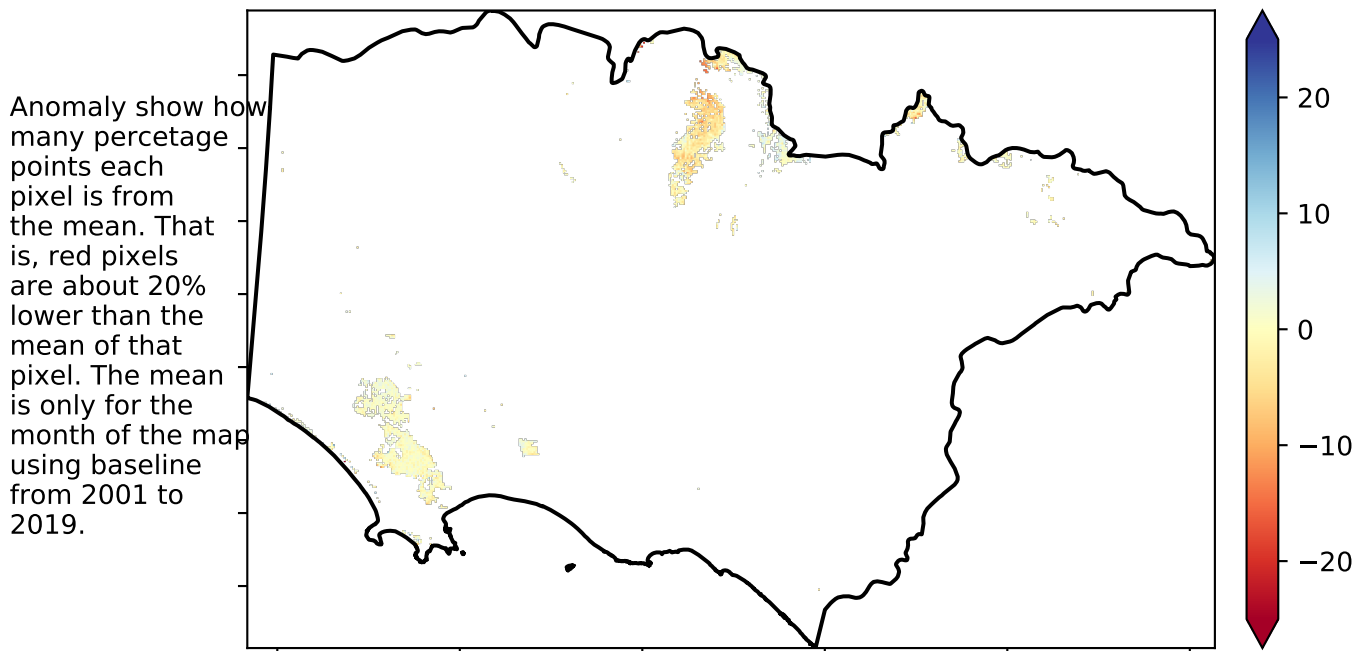 Anomaly show how
many percetage
points each
pixel is from
the mean. That
is, red pixels
are about 20%
lower than the
mean of that
pixel. The mean
is only for the
month of the map
using baseline
from 2001 to
2019.
20
10
0
−10
−20